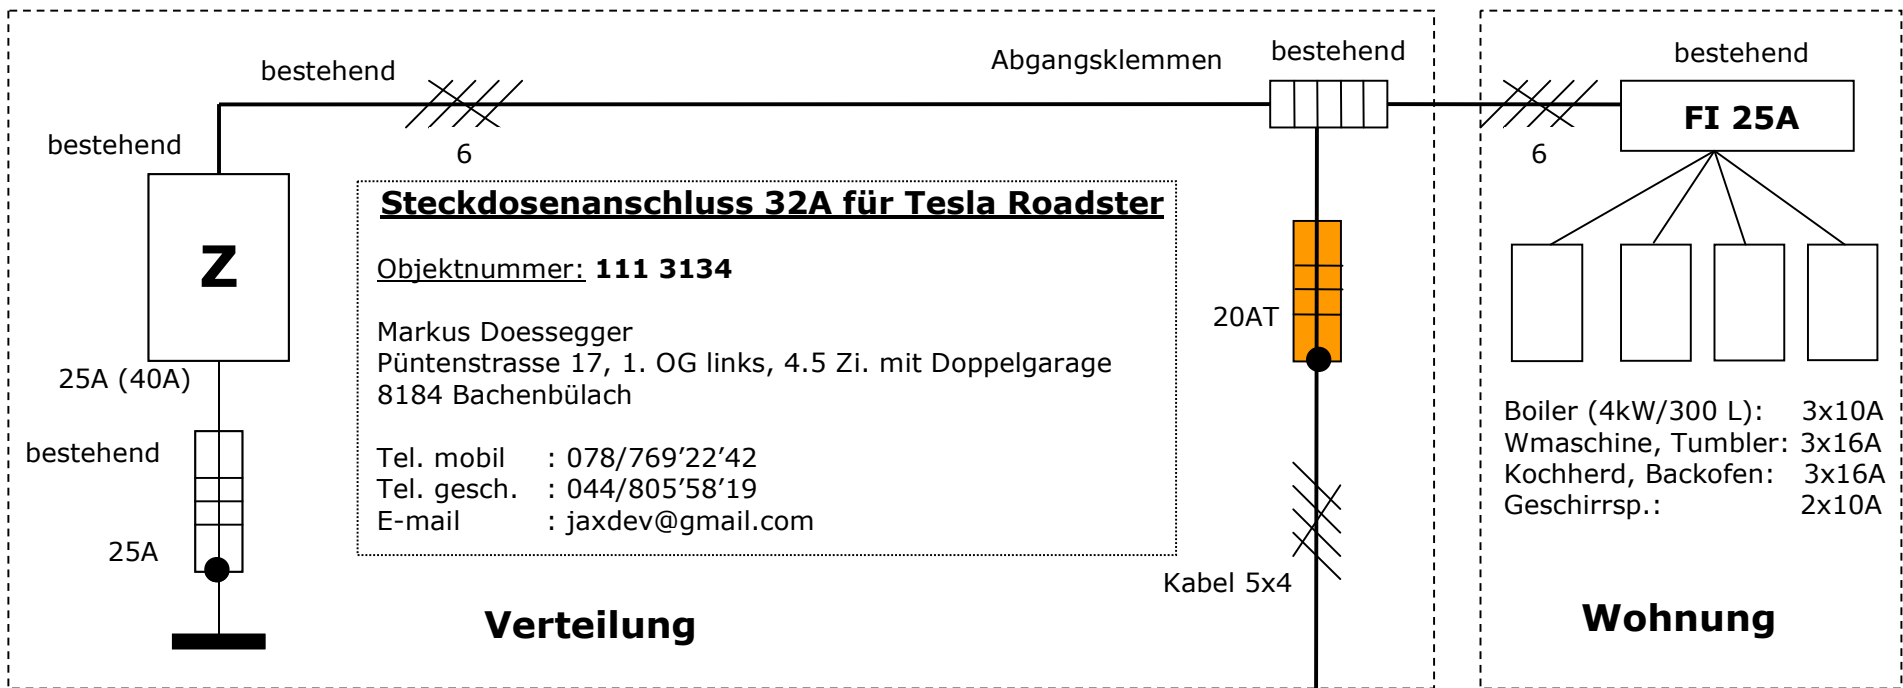 bestehend
Abgangsklemmen
bestehend
bestehend
FI 25A
bestehend
6
6
Steckdosenanschluss 32A für Tesla Roadster
Objektnummer: 111 3134
Markus Doessegger
Püntenstrasse 17, 1. OG links, 4.5 Zi. mit Doppelgarage
8184 Bachenbülach
Tel. mobil : 078/769’22’42
Tel. gesch. : 044/805’58’19
E-mail : jaxdev@gmail.com
Z
25A (40A)
bestehend
25A
20AT
Kabel 5x4
Verteilung
Boiler (4kW/300 L): 3x10A
Wmaschine, Tumbler: 3x16A
Kochherd, Backofen: 3x16A
Geschirrsp.: 2x10A
Wohnung